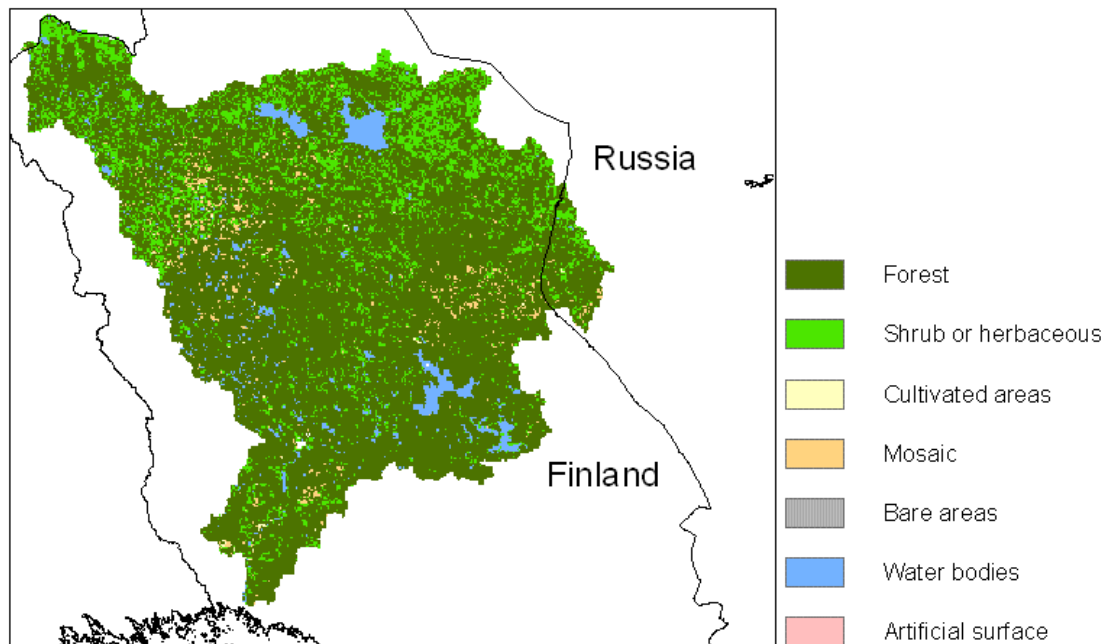 Russia
Finland
Forest
Shrub or herbaceous
Cultivated areas
Mosaic
Bare areas
Water bodies
Artificial surface